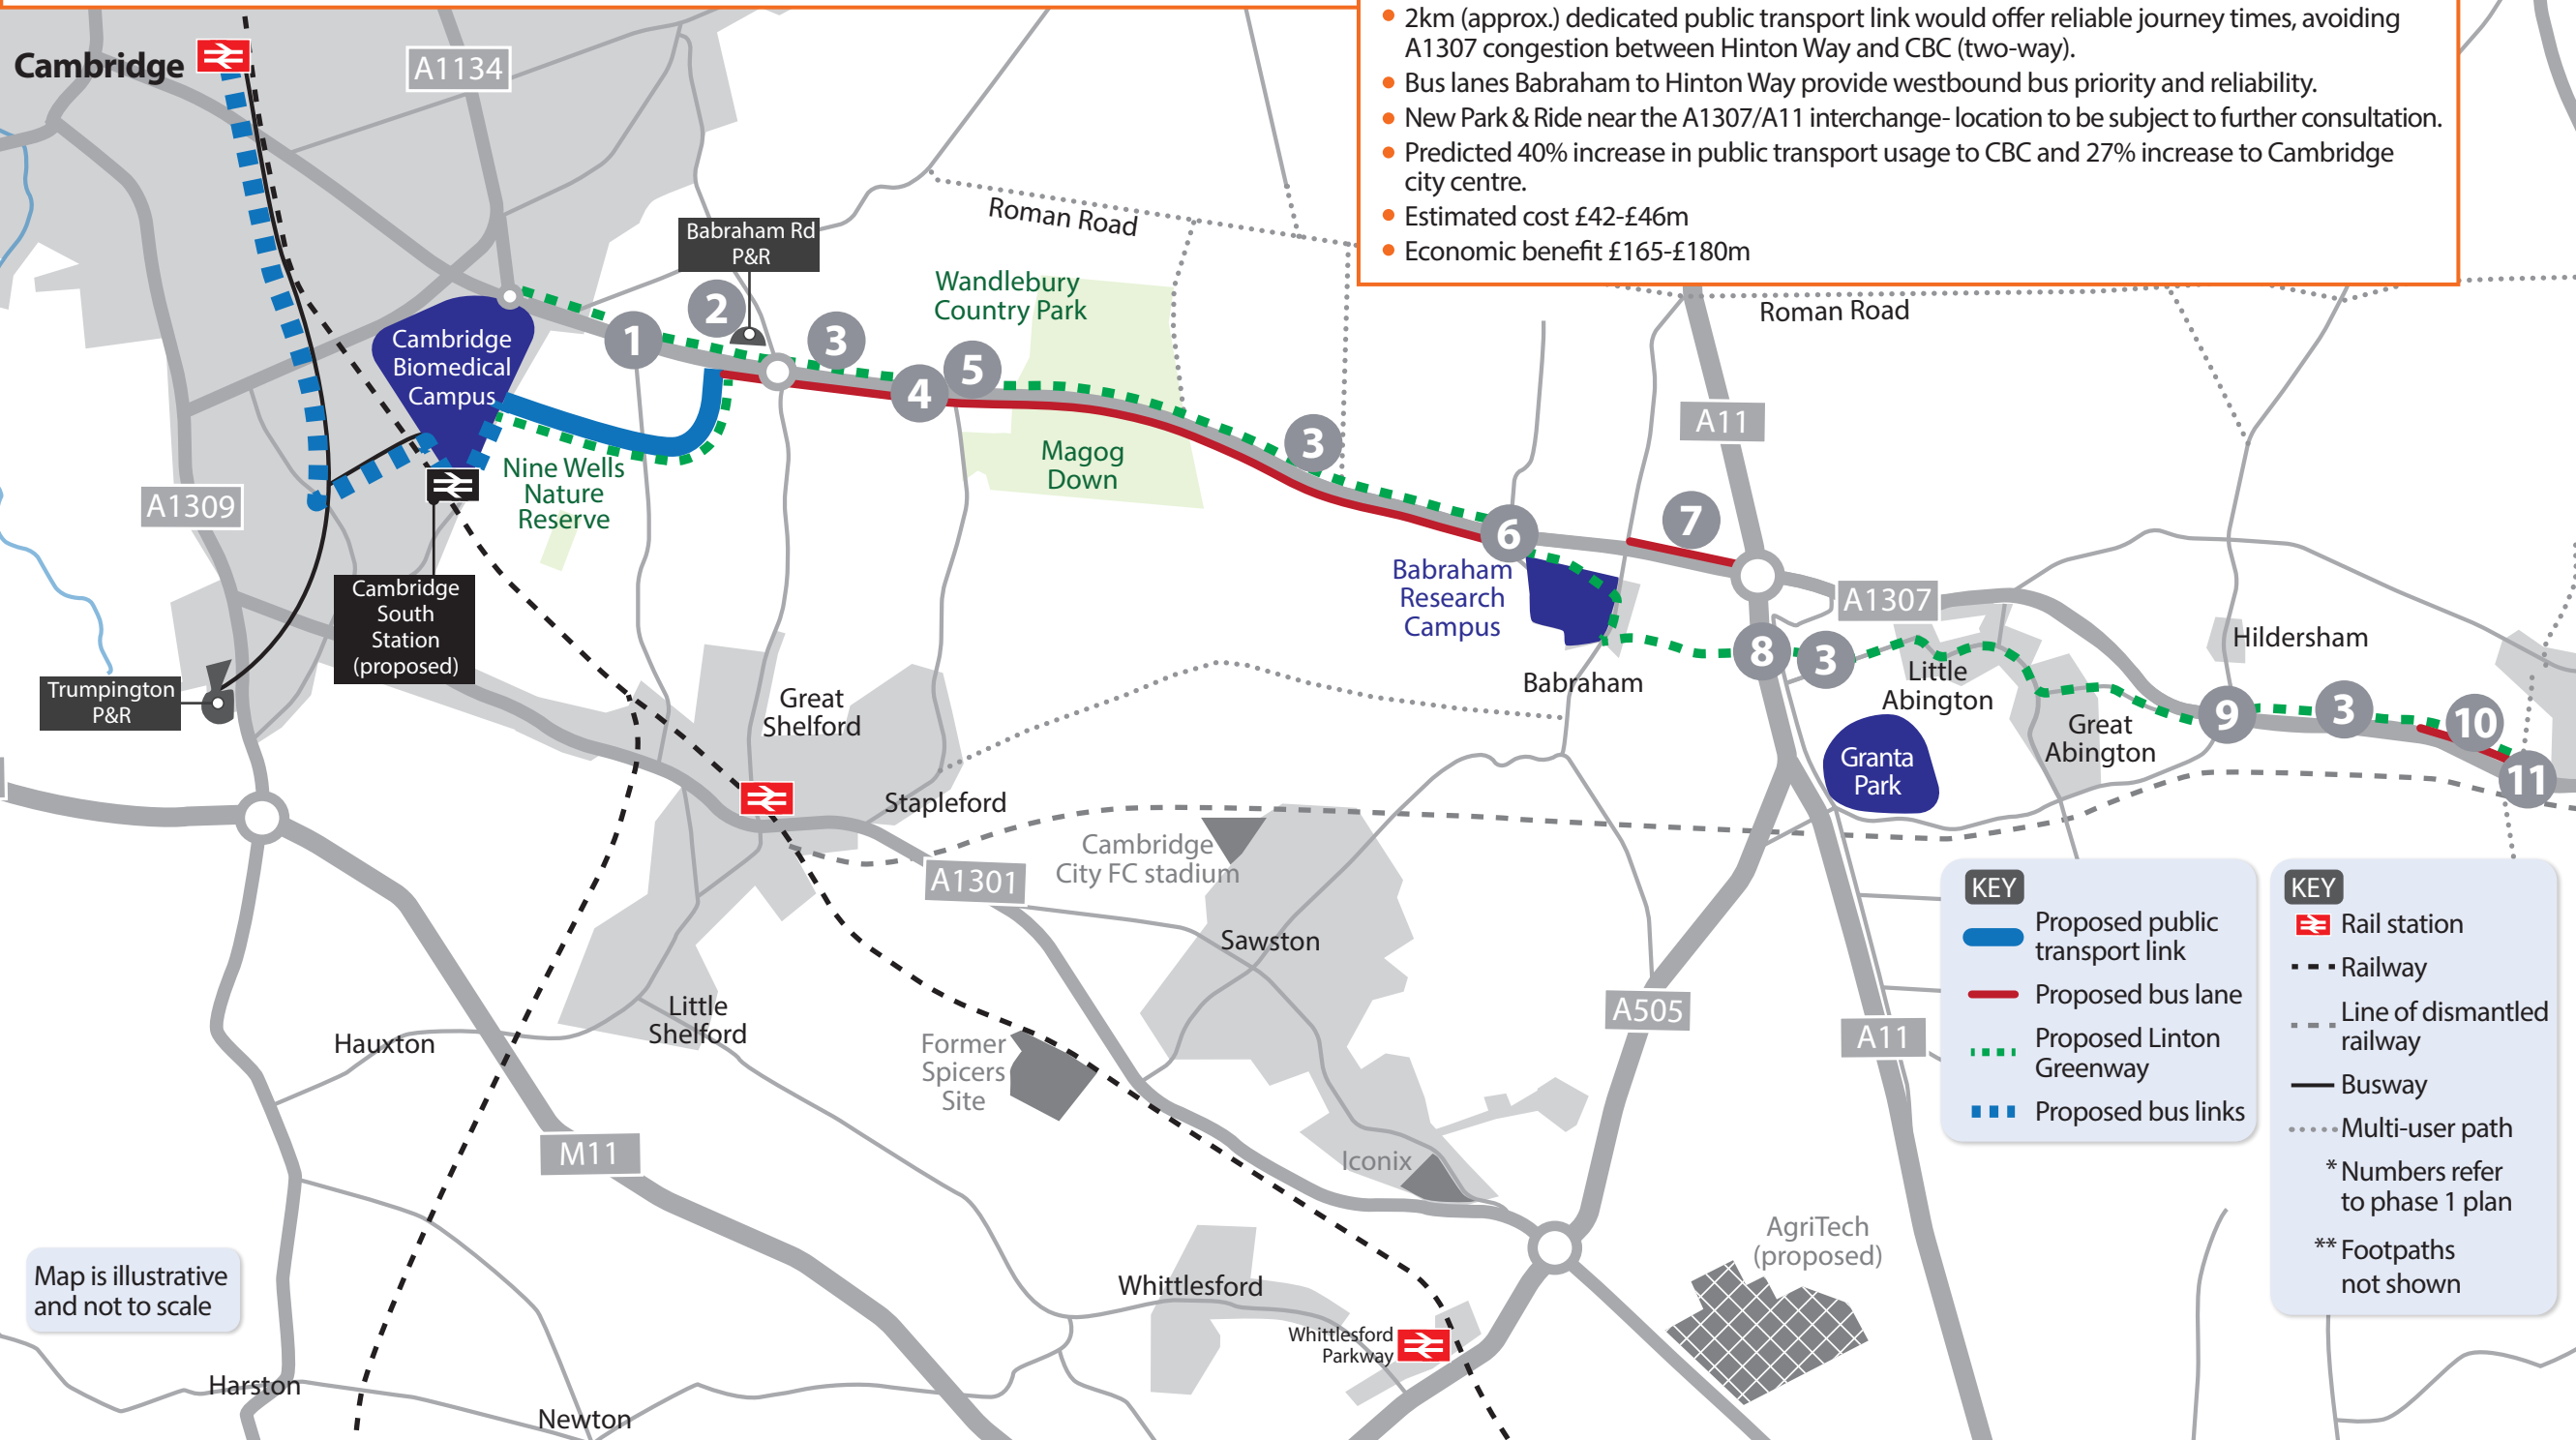 • 2km (approx.) dedicated public transport link would offer reliable journey times, avoiding
A1307 congestion between Hinton Way and CBC (two-way).
• Bus lanes Babraham to Hinton Way provide westbound bus priority and reliability.
• New Park & Ride near the A1307/A11 interchange- location to be subject to further consultation.
• Predicted 40% increase in public transport usage to CBC and 27% increase to Cambridge
city centre.
• Estimated cost £42-£46m
• Economic benefit £165-£180m
Cambridge
A1134
Roman Road
Babraham Rd
P&R
Wandlebury
Country Park
Roman Road
Cambridge
Biomedical
Campus
1
2
3
4
5
3
A11
Magog
Down
Nine Wells
Nature
Reserve
A1309
6
7
Babraham
Research
Campus
Cambridge
South
Station
(proposed)
A1307
Hildersham
8
3
Little
Abington
Babraham
Trumpington
P&R
Great
Shelford
9
3
10
11
Great
Abington
Granta
Park
Stapleford
Cambridge
City FC stadium
A1301
Sawston
A505
A11
Little
Shelford
Hauxton
Former
Spicers
Site
M11
Iconix
AgriTech
(proposed)
Whittlesford
Whittlesford
Parkway
Map is illustrative
and not to scale
Harston
Newton
KEY
Proposed public
transport link
Proposed bus lane
Proposed Linton
Greenway
Proposed bus links
KEY
Rail station
Railway
Line of dismantled
railway
Busway
Multi-user path
* Numbers refer
to phase 1 plan
** Footpaths
not shown